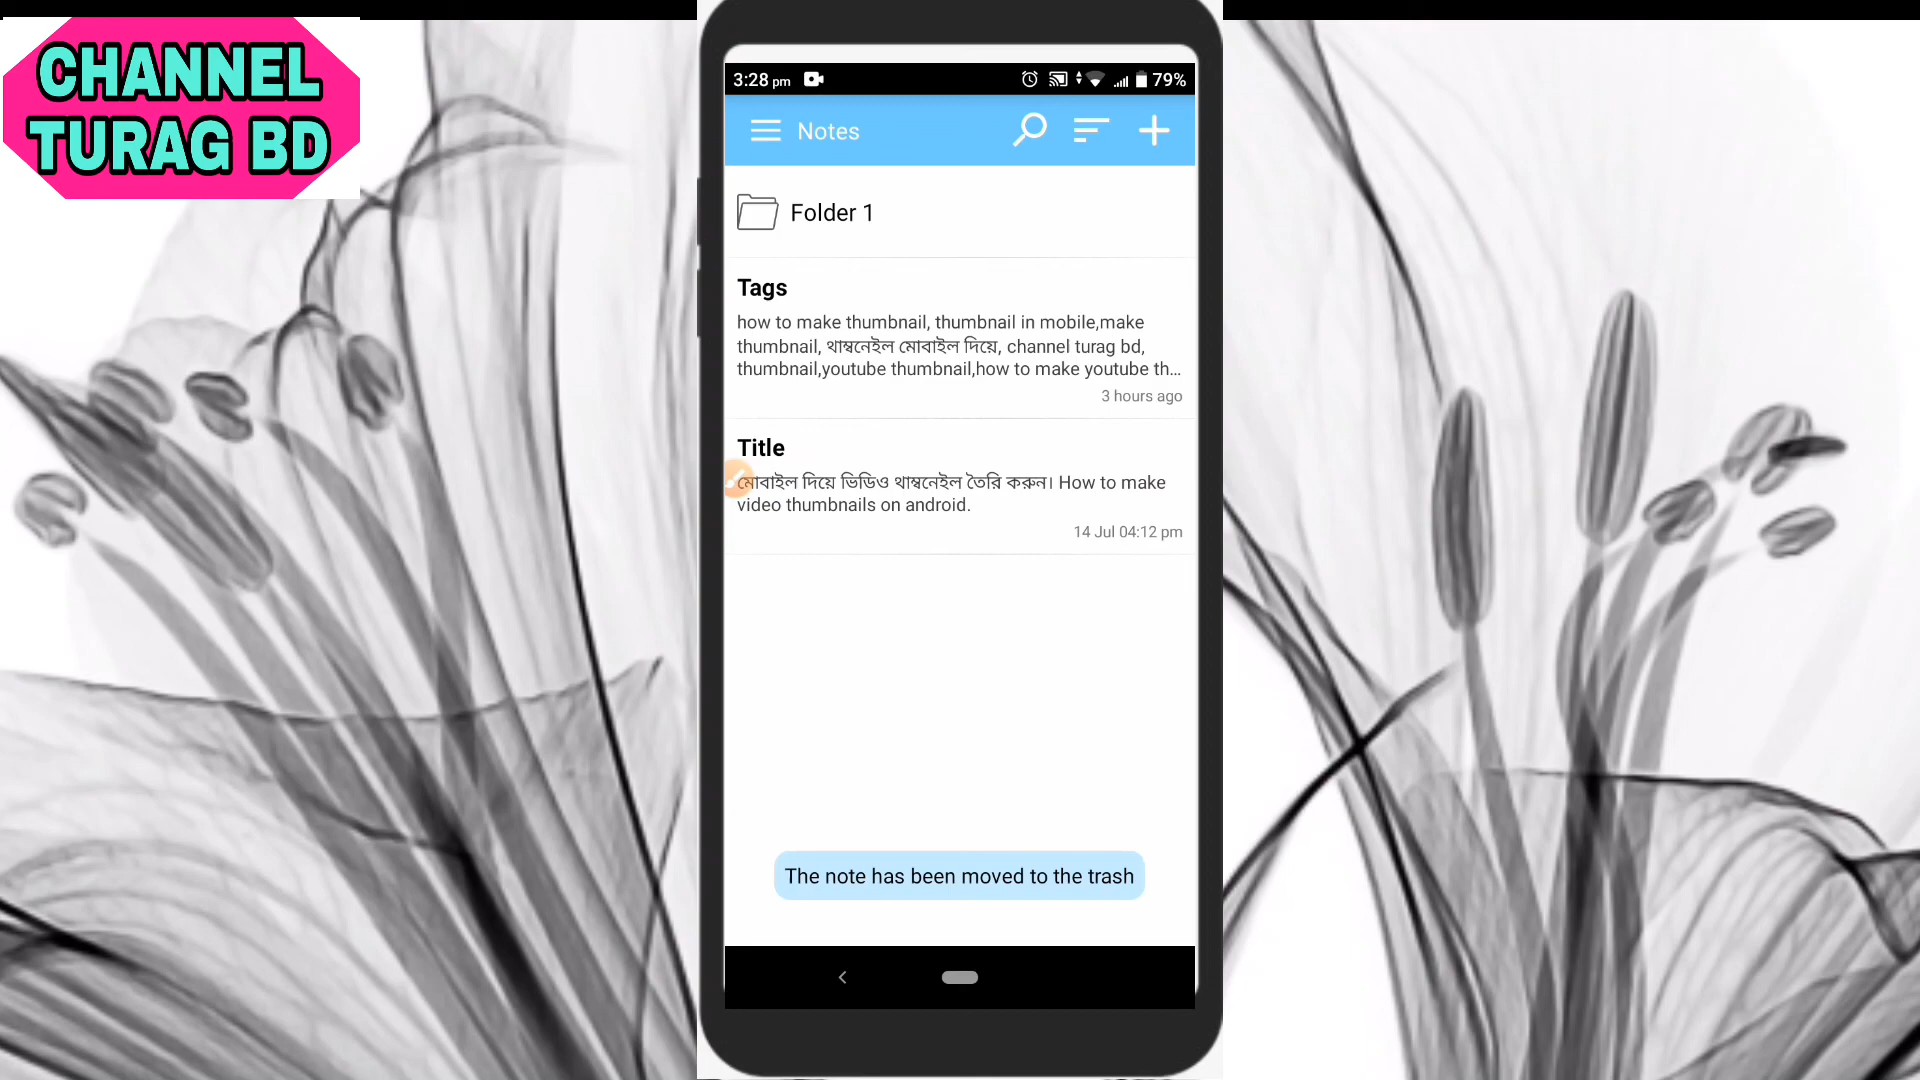 CHANNEL
TURAG BD
3:28 pm
79%
Notes
Folder 1
Tags
how to make thumbnail, thumbnail in mobile,make
thumbnail, থাম্বনেইল মোবাইল দিয়ে, channel turag bd,
thumbnail,youtube thumbnail,how to make youtube th...
3 hours ago
Title
মোবাইল দিয়ে ভিডিও থাম্বনেইল তৈরি করুন। How to make
video thumbnails on android.
14 Jul 04:12 pm
The note has been moved to the trash